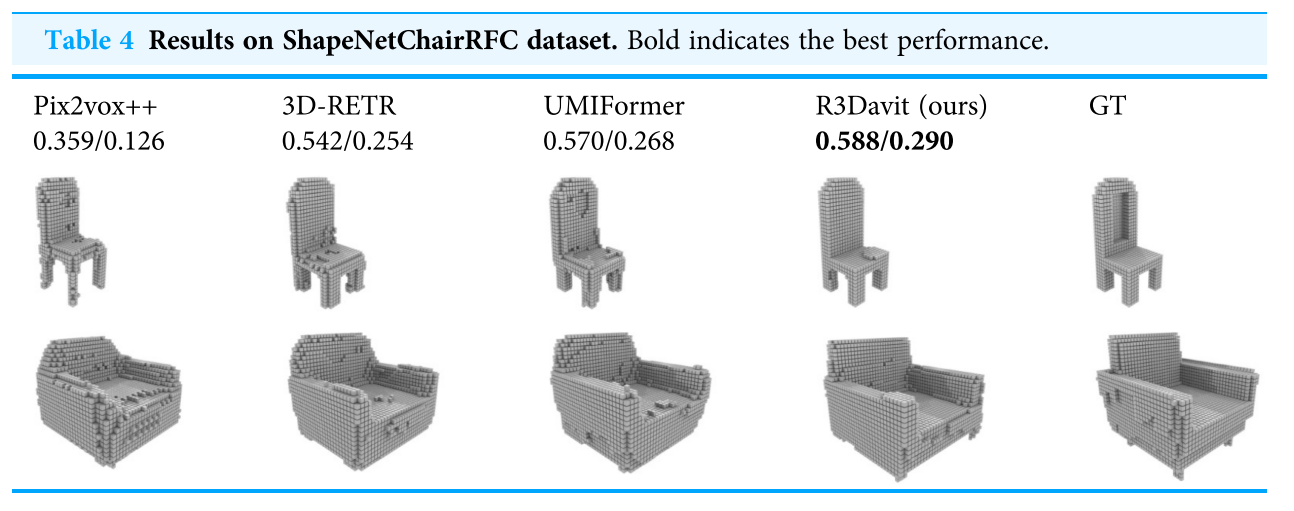 Table 4 Results on ShapeNetChairRFC dataset. Bold indicates the best performance.
Pix2vox++ 3D-RETR UMIFormer R3Davit (ours) GT
0.359/0.126 0.542/0.254 0.570/0.268 0.588/0.290